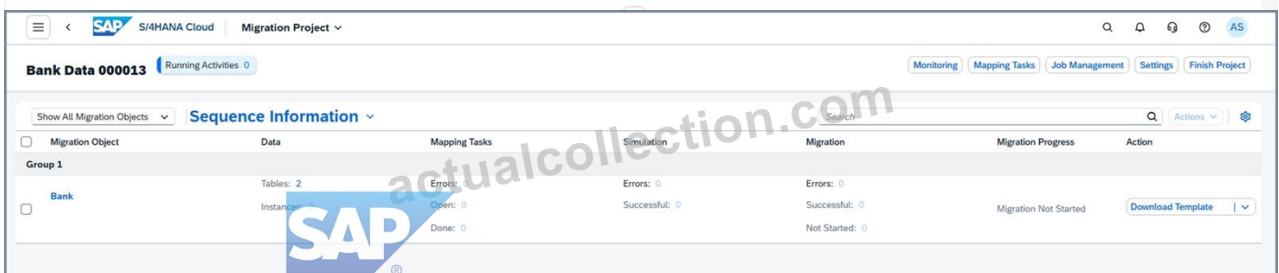 SAP S/4HANA Cloud Migration Project AS
Bank Data 000013 Running Activities 0 Monitoring Mapping Tasks Job Management Settings Finish Project
Show All Migration Objects Sequence Information Search Actions
Migration Object Data Mapping Tasks Simulation Migration Migration Progress Action
Group 1
Tables: 2 Errors: 0 Errors: 0 Errors: 0
Bank
Open: 0 Successful: 0 Successful: 0 Migration Not Started Download Template
Done: 0 Not Started: 0
actualcollection.com
SAP ®